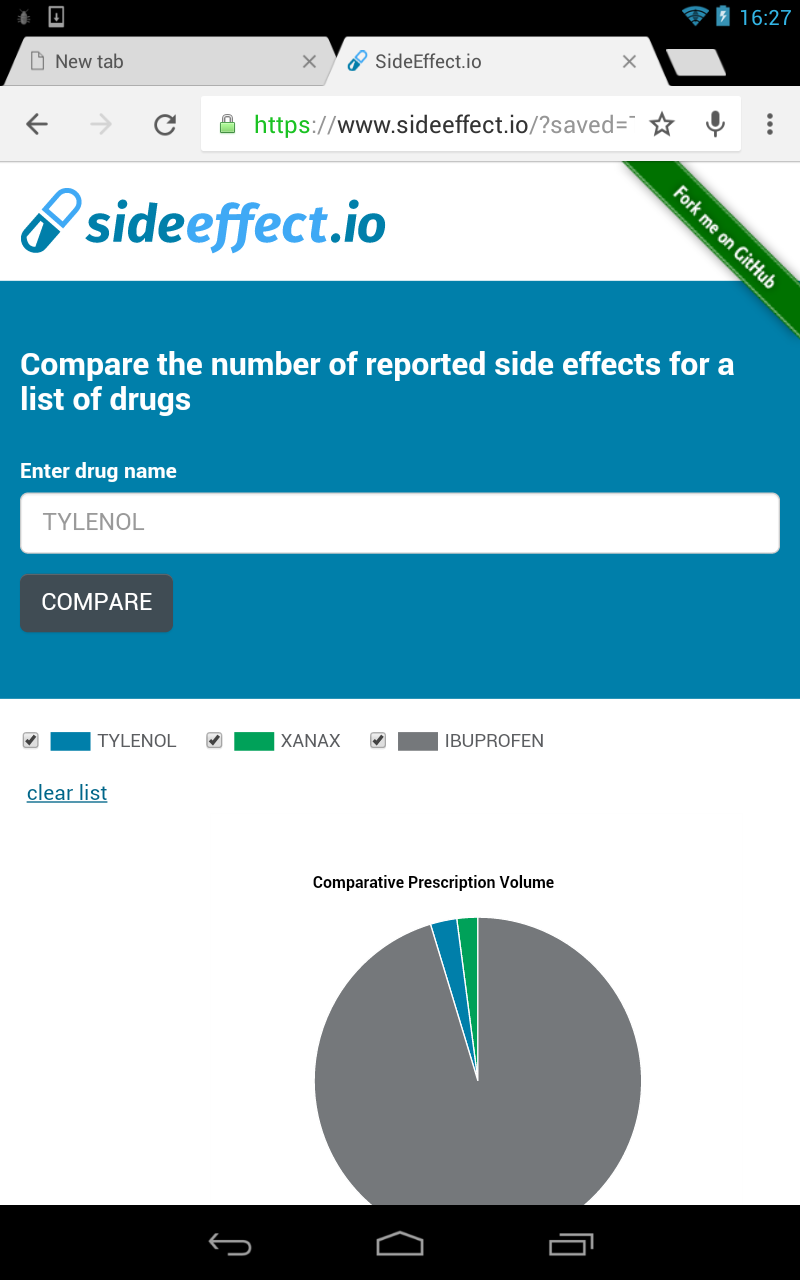 16:27
New tab
SideEffect.io
https://www.sideeffect.io/?saved=
sideeffect.io
Fork me on GitHub
Compare the number of reported side effects for a
list of drugs
Enter drug name
TYLENOL
COMPARE
TYLENOL XANAX IBUPROFEN
clear list
Comparative Prescription Volume